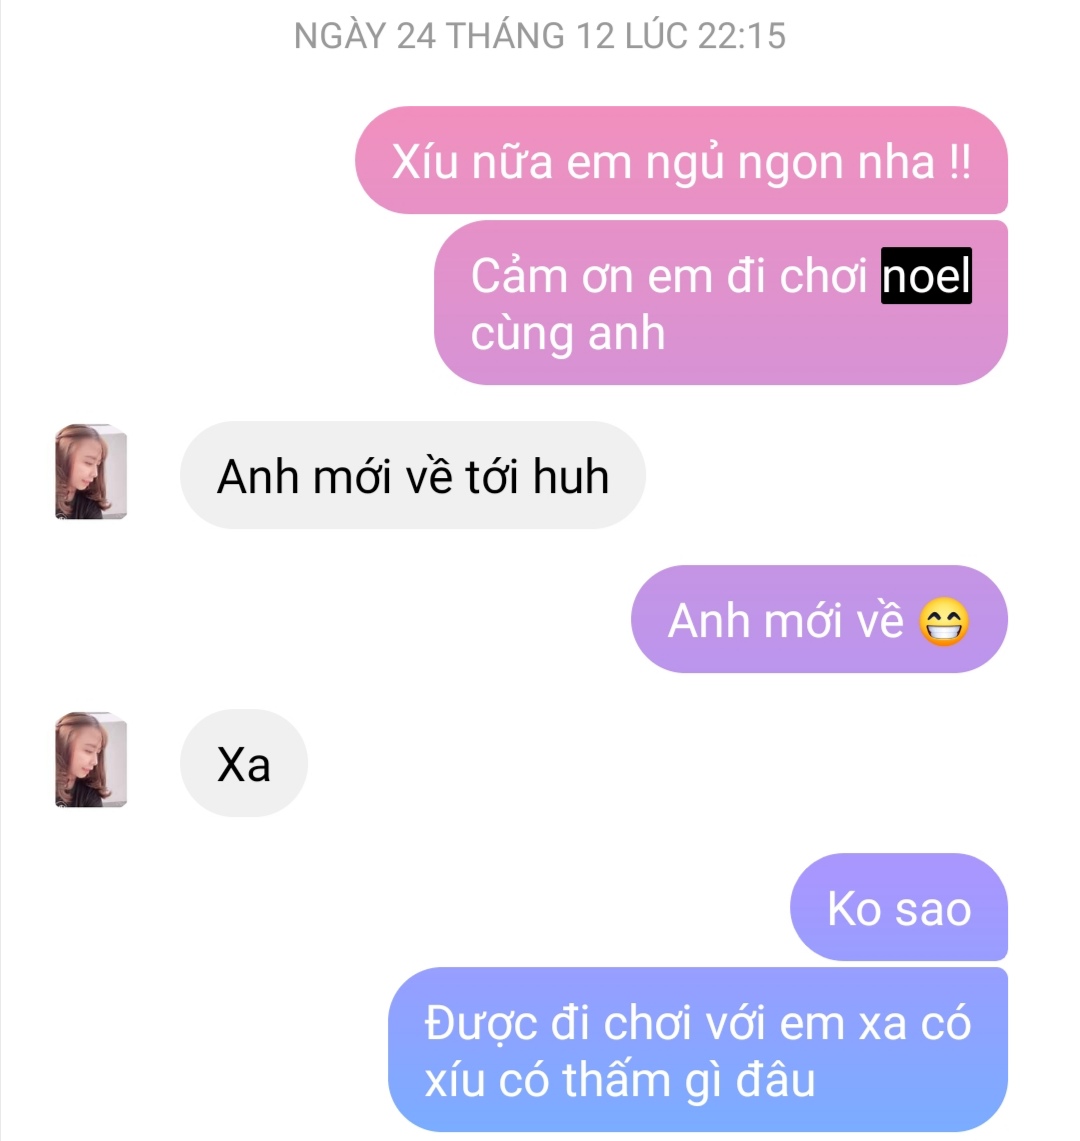 NGÀY 24 THÁNG 12 LÚC 22:15
Xíu nữa em ngủ ngon nha !!
Cảm ơn em đi chơi noel
cùng anh
Anh mới về tới huh
Anh mới về 😁
Xa
Ko sao
Được đi chơi với em xa có
xíu có thấm gì đâu